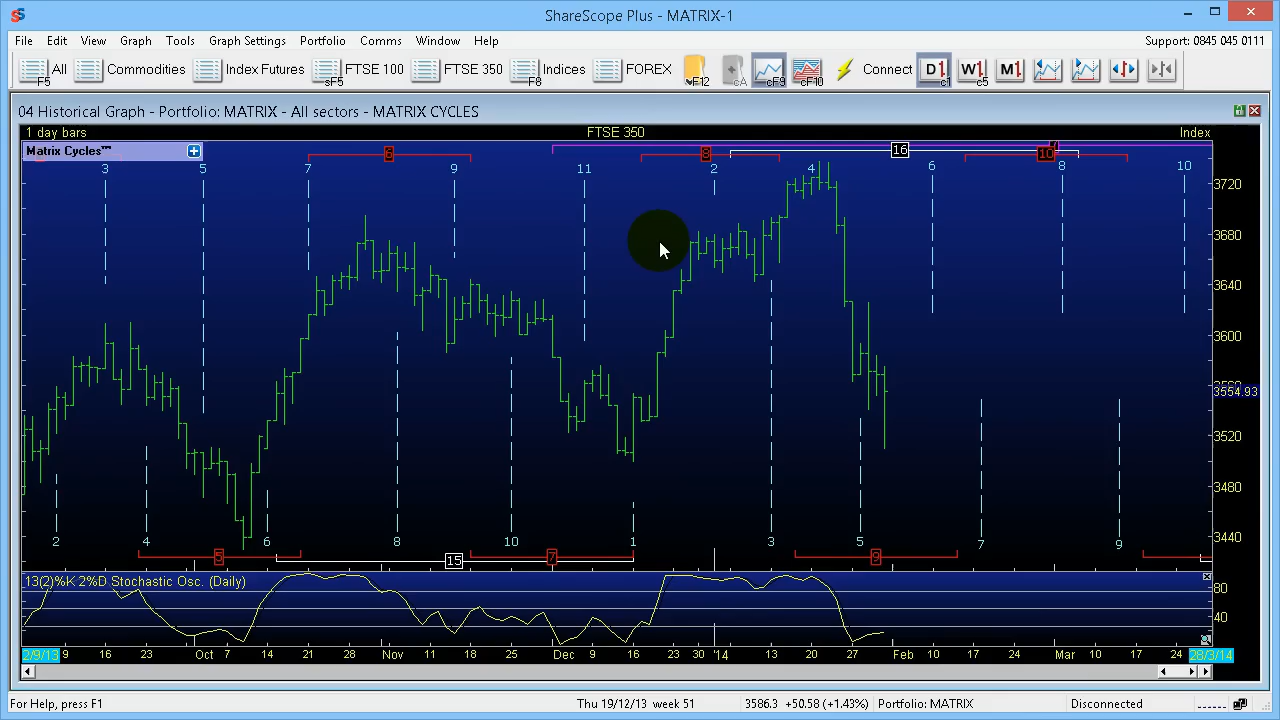 ShareScope Plus - MATRIX-1
File Edit View Graph Tools Graph Settings Portfolio Comms Window Help Support: 0845 045 0111
F5 All Commodities Index Futures sF5 FTSE 100 FTSE 350 F8 Indices FOREX F12 cA cF9 cF10 Conne D1 c1 W1 c5 M1
04 Historical Graph - Portfolio: MATRIX - All sectors - MATRIX CYCLES
1 day bars FTSE 350 Index
Matrix Cycles™ +
6 8 16 10
3 5 7 9 11 2 4 6 8 10
3720
3680
3640
3600
3554.93
3520
3480
3440
2 4 6 8 10 1 3 5 7 9
5 15 7 9
13(2)%K 2%D Stochastic Osc. (Daily)
80
40
2/9/13 9 16 23 Oct 7 14 21 28 Nov 11 18 25 Dec 9 16 23 30 '14 13 20 27 Feb 10 17 24 Mar 10 17 24 28/3/14
For Help, press F1 Thu 19/12/13 week 51 3586.3 +50.58 (+1.43%) Portfolio: MATRIX Disconnected ......